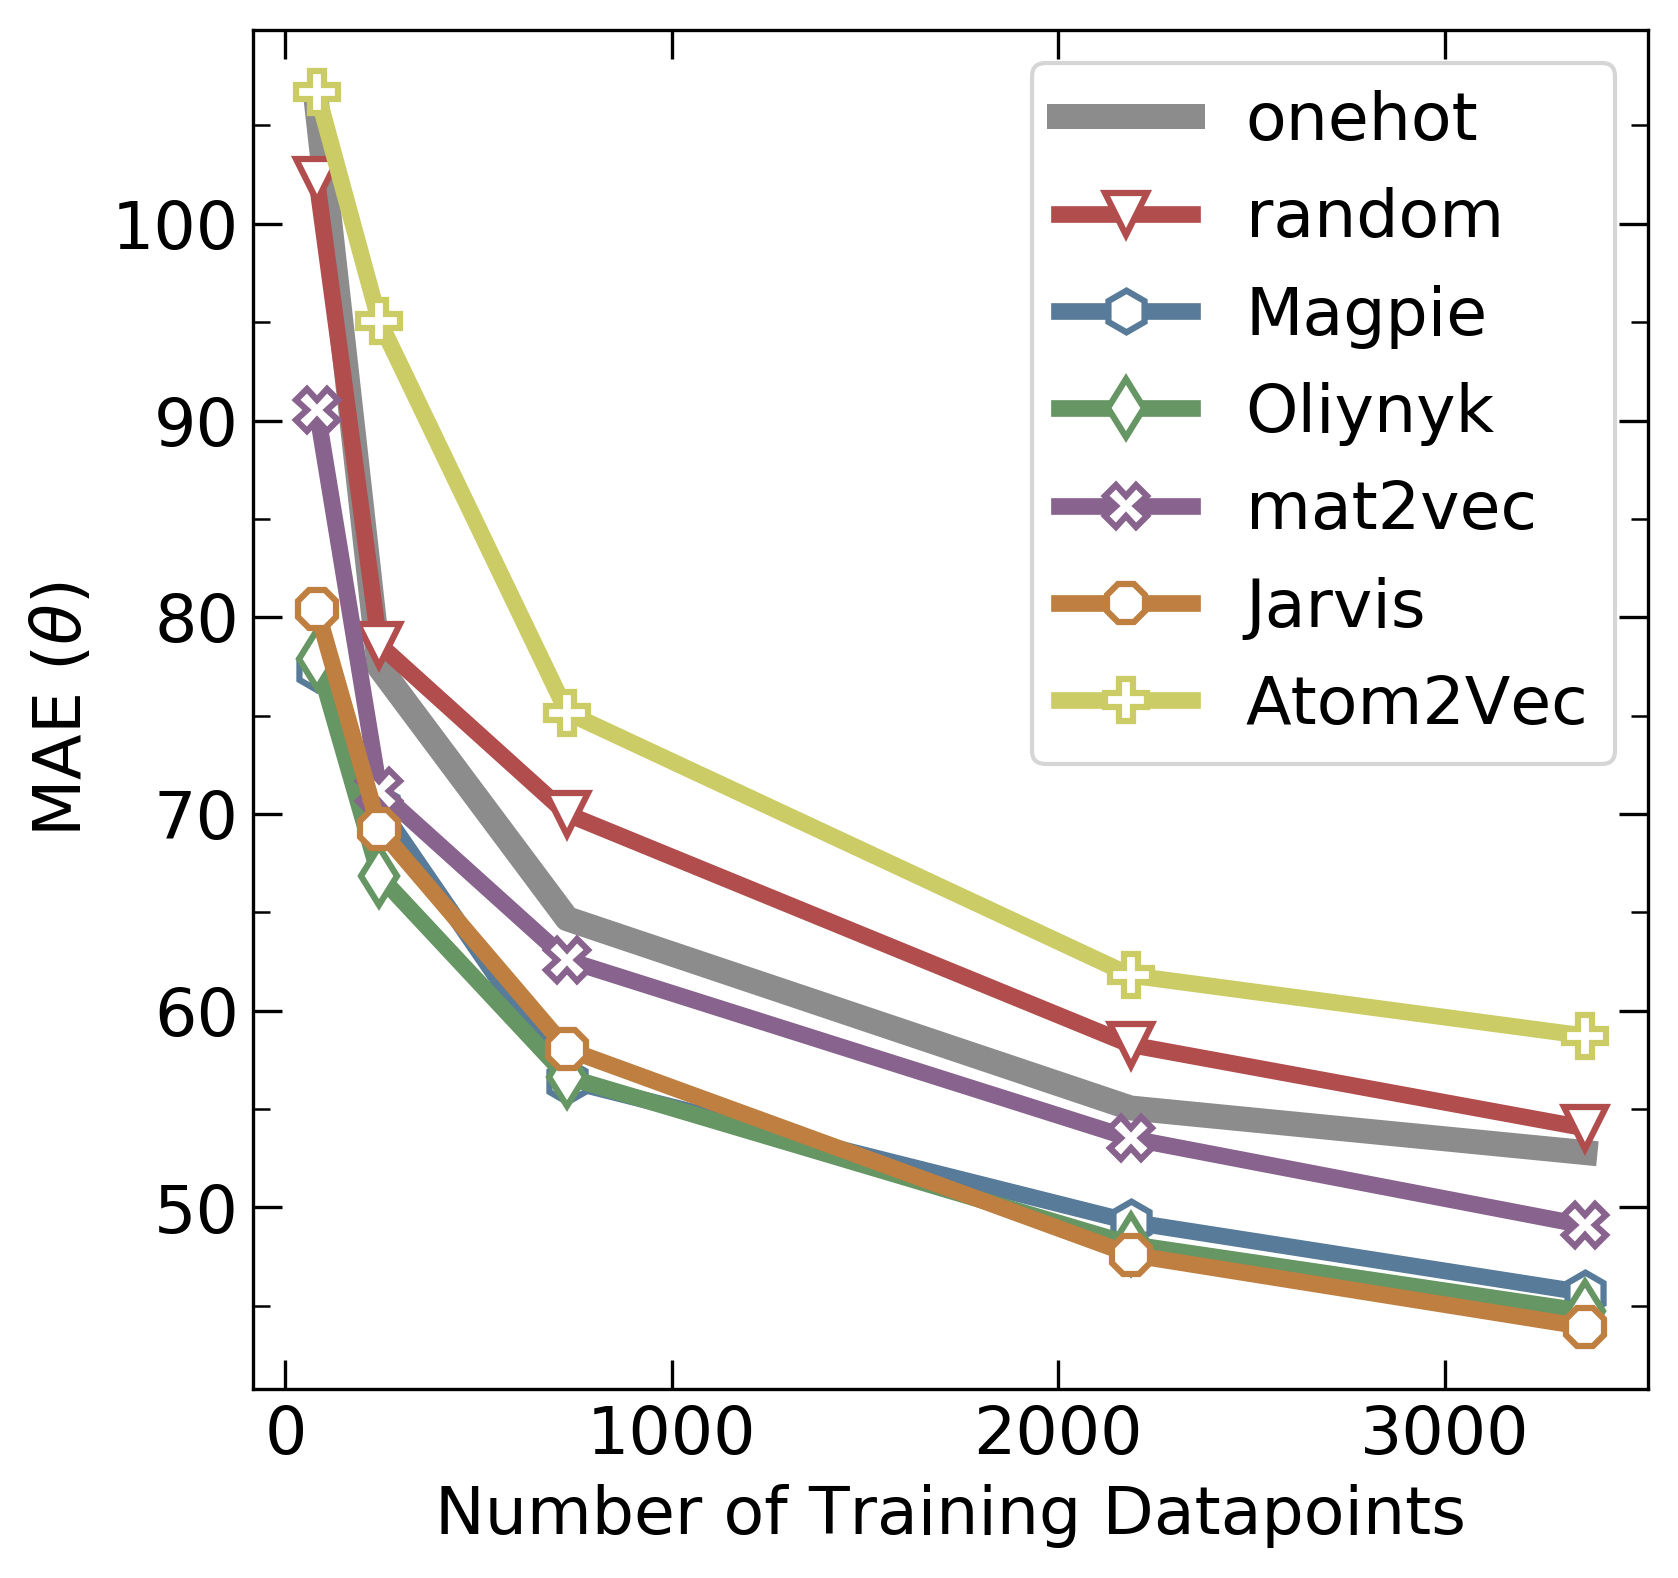 MAE (θ)
100
90
80
70
60
50
0 1000 2000 3000
Number of Training Datapoints
onehot
random
Magpie
Oliynyk
mat2vec
Jarvis
Atom2Vec